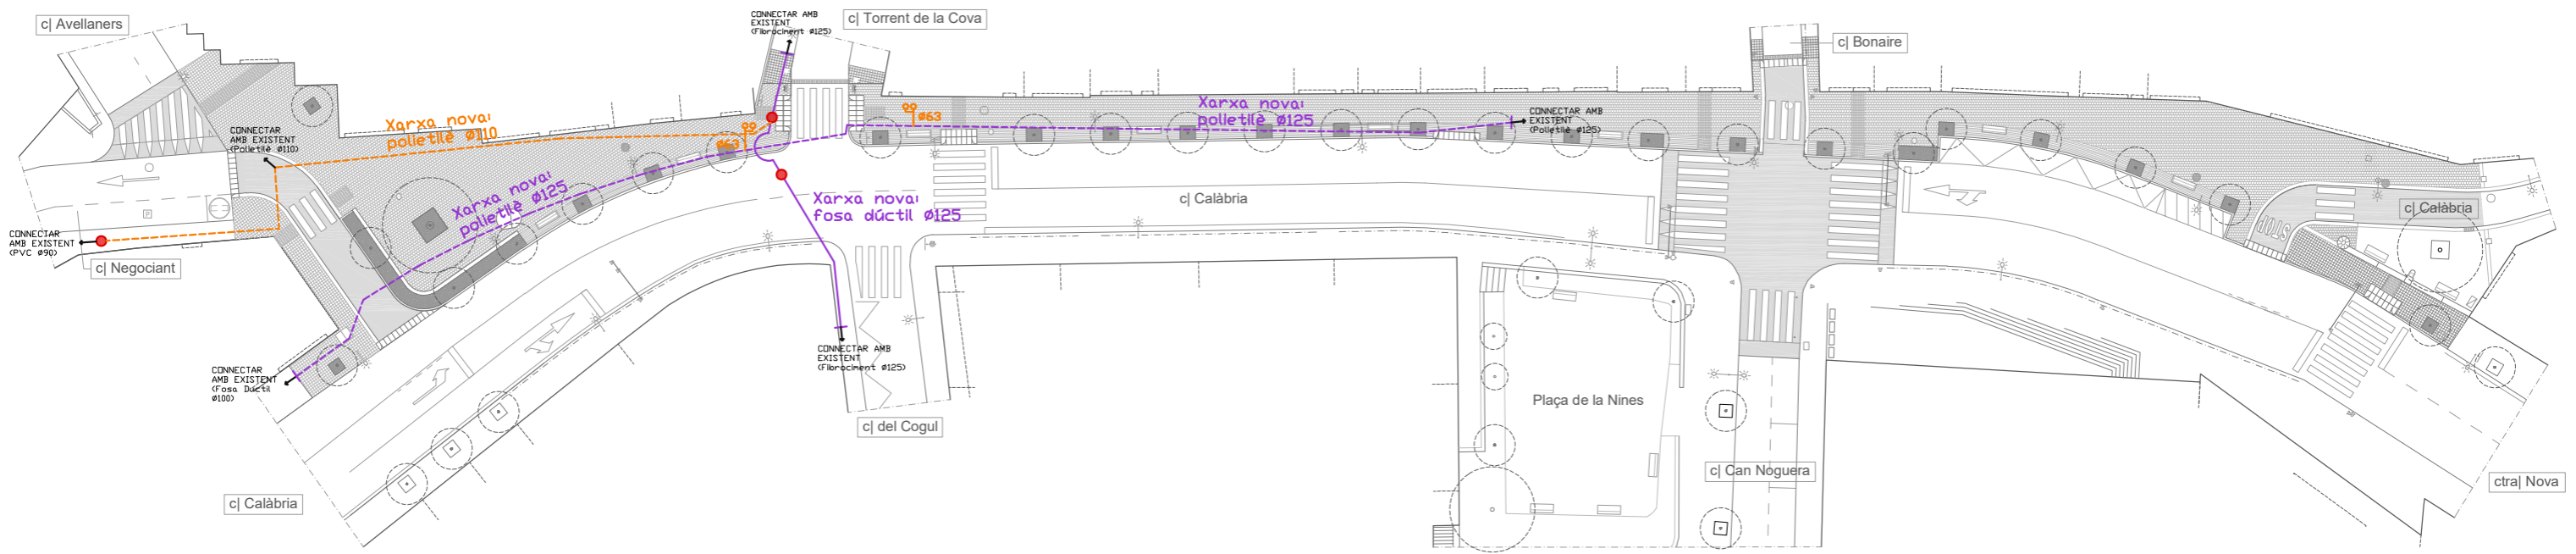 c| Avellaners
CONNECTAR AMB
EXISTENT
(Fibrociment Ø125)
c| Torrent de la Cova
c| Bonaire
Xarxa nova:
polietilè Ø110
CONNECTAR
AMB EXISTENT
(Polietilè Ø110)
Ø63
Ø63
Xarxa nova:
polietilè Ø125
CONNECTAR AMB
EXISTENT
(Polietilè Ø125)
Xarxa nova:
polietilè Ø125
Xarxa nova:
fosa dúctil Ø125
c| Calàbria
c| Calàbria
STOP
P
CONNECTAR
AMB EXISTENT
(PVC Ø90)
c| Negociant
CONNECTAR
AMB EXISTENT
(Fosa Dúctil
Ø100)
CONNECTAR AMB
EXISTENT
(Fibrociment Ø125)
c| del Cogul
Plaça de la Nines
c| Can Noguera
c| Calàbria
ctra| Nova